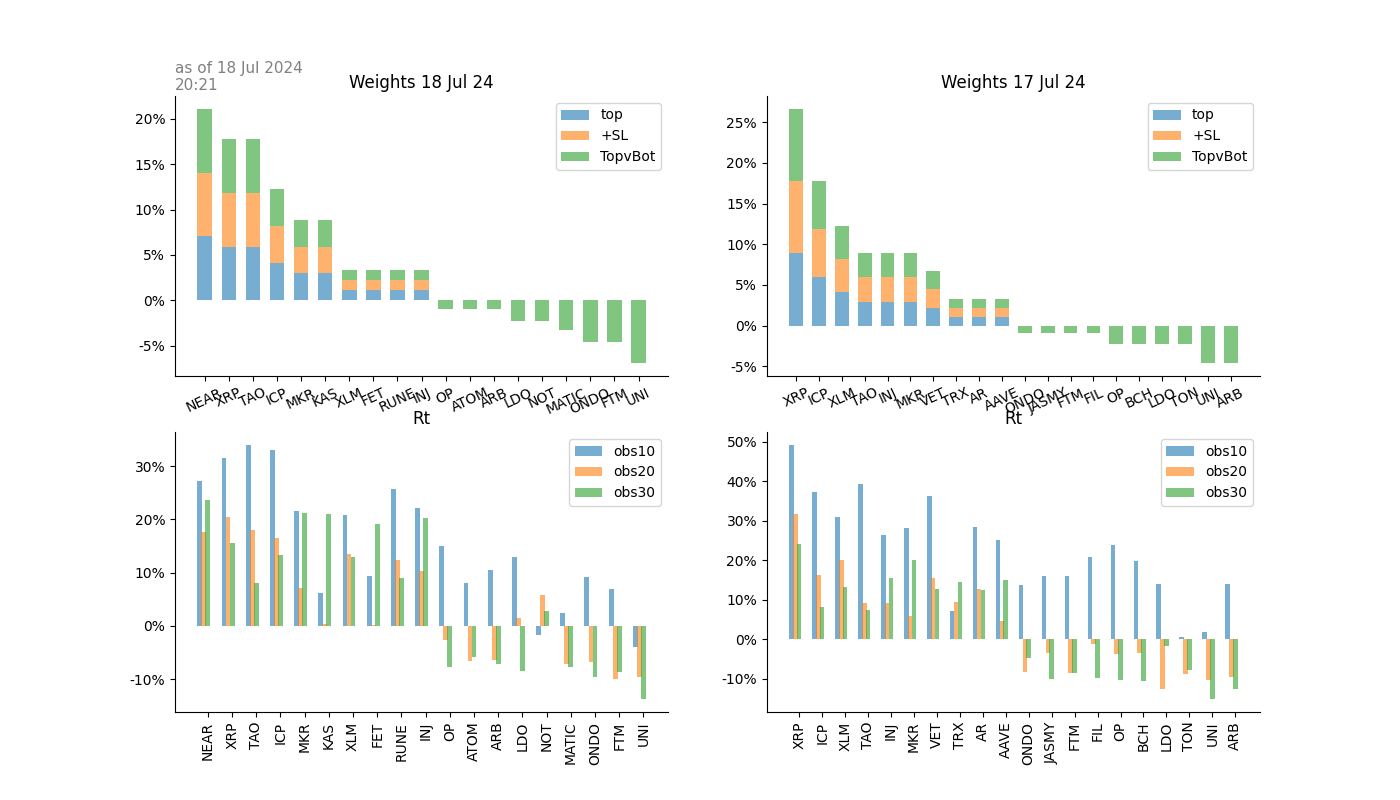 as of 18 Jul 2024
20:21
Weights 18 Jul 24
20%
15%
10%
5%
0%
-5%
top
+SL
TopvBot
NEAR XRP TAO ICP MKR KAS XLM FET RUNE INJ OP ATOM ARB LDO NOT MATIC ONDO FTM UNI
Weights 17 Jul 24
25%
20%
15%
10%
5%
0%
-5%
top
+SL
TopvBot
XRP ICP XLM TAO INJ MKR VET TRX AR AAVE ONDO JASMY FTM FIL OP BCH LDO TON UNI ARB
Rt
30%
20%
10%
0%
-10%
obs10
obs20
obs30
NEAR XRP TAO ICP MKR KAS XLM FET RUNE INJ OP ATOM ARB LDO NOT MATIC ONDO FTM UNI
Rt
50%
40%
30%
20%
10%
0%
-10%
obs10
obs20
obs30
XRP ICP XLM TAO INJ MKR VET TRX AR AAVE ONDO JASMY FTM FIL OP BCH LDO TON UNI ARB